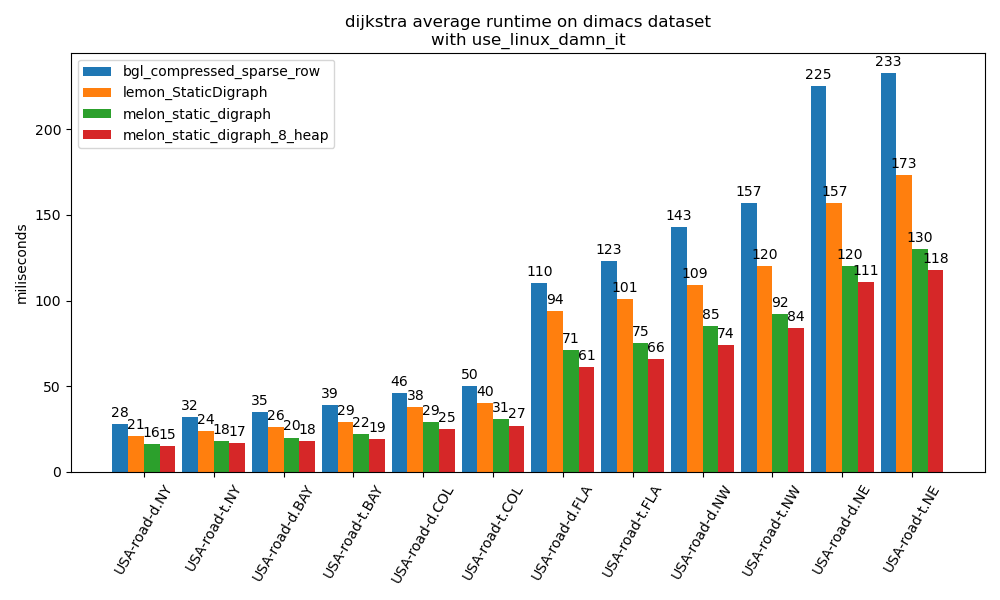 dijkstra average runtime on dimacs dataset
with use_linux_damn_it
bgl_compressed_sparse_row
lemon_StaticDigraph
melon_static_digraph
melon_static_digraph_8_heap
miliseconds
200
150
100
50
0
28 21 16 15
32 24 18 17
35 26 20 18
39 29 22 19
46 38 29 25
50 40 31 27
110 94 71 61
123 101 75 66
143 109 85 74
157 120 92 84
225 157 120 111
233 173 130 118
USA-road-d.NY
USA-road-t.NY
USA-road-d.BAY
USA-road-t.BAY
USA-road-d.COL
USA-road-t.COL
USA-road-d.FLA
USA-road-t.FLA
USA-road-d.NW
USA-road-t.NW
USA-road-d.NE
USA-road-t.NE